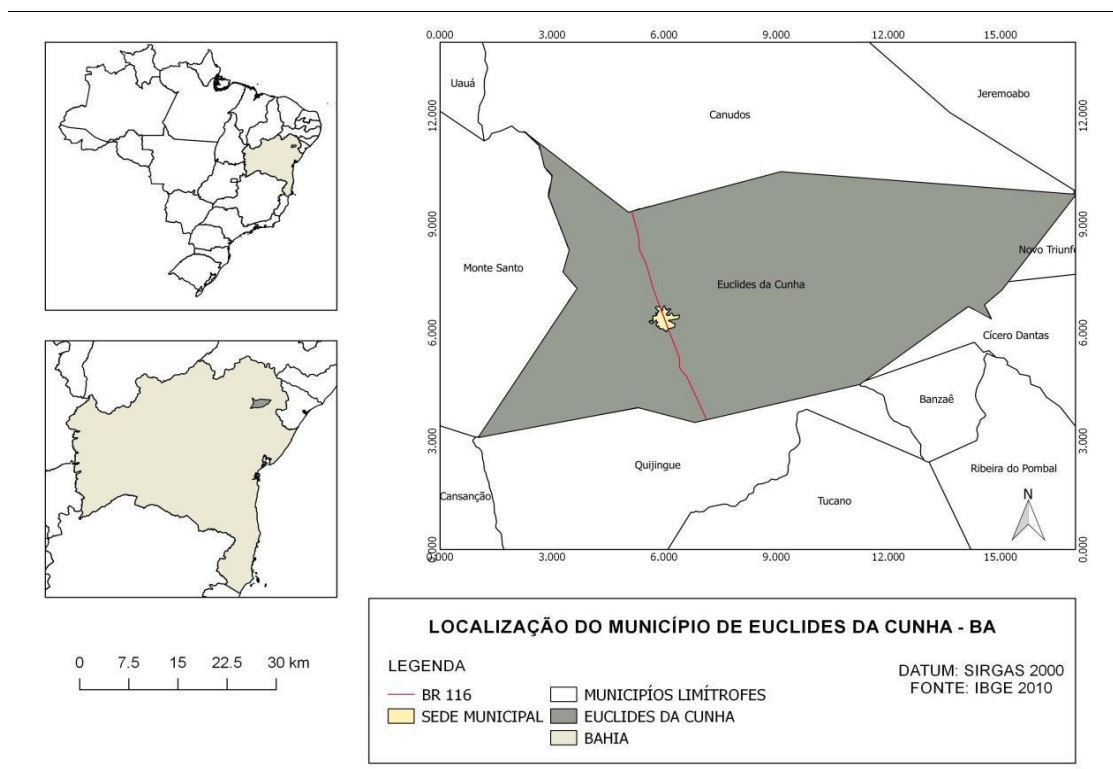 0.000 3.000 6.000 9.000 12.000 15.000
Uauá
Jeremoabo
Canudos
12.000
12.000
9.000
9.000
Novo Triunfo
Monte Santo
Euclides da Cunha
6.000
6.000
Cícero Dantas
Banzaê
3.000
3.000
Quijingue
Ribeira do Pombal
Cansanção
Tucano
N
0.000
0.000
0.000 3.000 6.000 9.000 12.000 15.000
0 7.5 15 22.5 30 km
LOCALIZAÇÃO DO MUNICÍPIO DE EUCLIDES DA CUNHA - BA
LEGENDA
BR 116
MUNICIPÍOS LIMÍTROFES
SEDE MUNICIPAL
EUCLIDES DA CUNHA
BAHIA
DATUM: SIRGAS 2000
FONTE: IBGE 2010